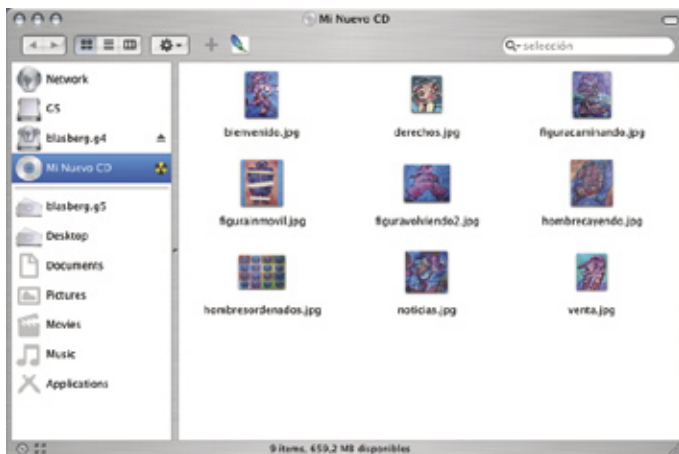 Mi Nuevo CD
selección
Network
G5
blasberg.g4
Mi Nuevo CD
blasberg.g5
Desktop
Documents
Pictures
Movies
Music
Applications
bienvenido.jpg
derechos.jpg
figuracaminando.jpg
figurainmovil.jpg
figuravolviendo2.jpg
hombrecayendo.jpg
hombresordenados.jpg
noticias.jpg
venta.jpg
9 items, 659,2 MB disponibles